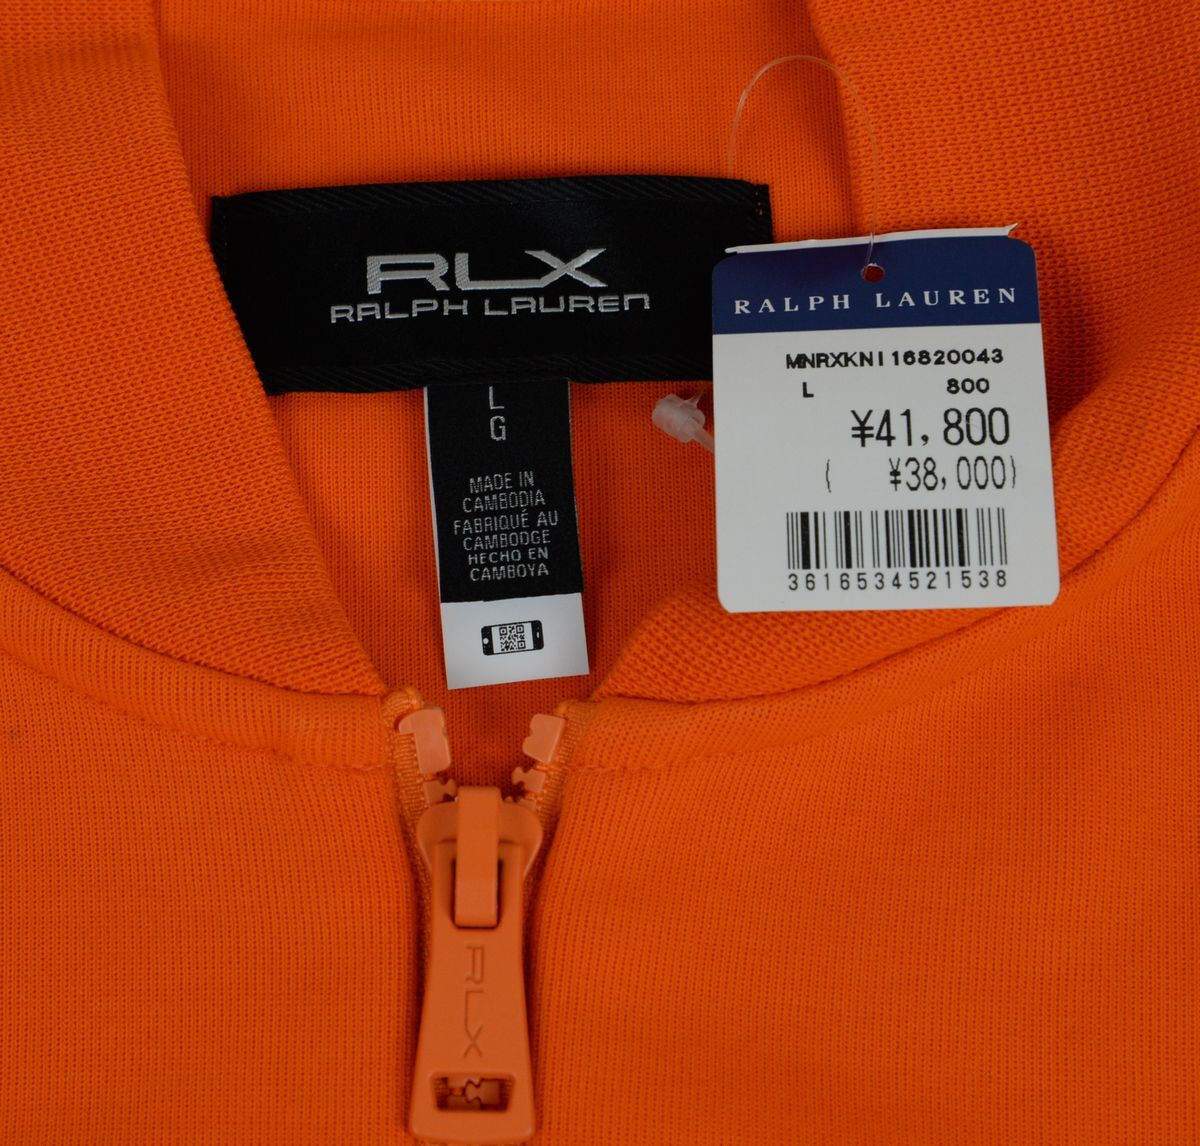 RLX
RALPH LAUREN
L
G
MADE IN
CAMBODIA
FABRIQUÉ AU
CAMBODGE
HECHO EN
CAMBOYA
RALPH LAUREN
MNRXKNI16820043
L 800
¥41,800
( ¥38,000)
3616534521538
RLX